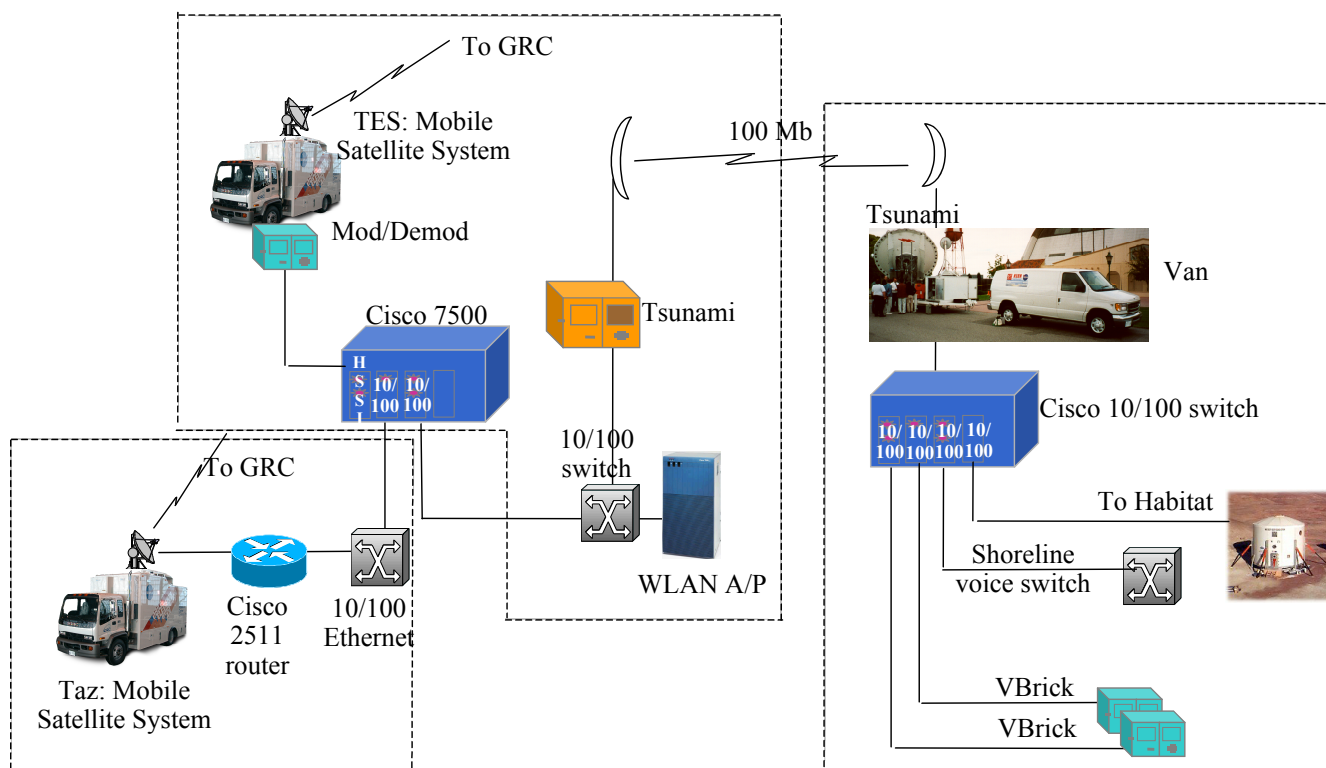 To GRC
TES: Mobile
Satellite System
Mod/Demod
100 Mb
Tsunami
Van
Tsunami
Cisco 7500
H
S
S
I
10/
100
10/
100
Cisco 10/100 switch
10/
100
10/
100
10/
100
10/
100
10/100
switch
WLAN A/P
To GRC
Cisco
2511
router
10/100
Ethernet
Taz: Mobile
Satellite System
To Habitat
Shoreline
voice switch
VBrick
VBrick